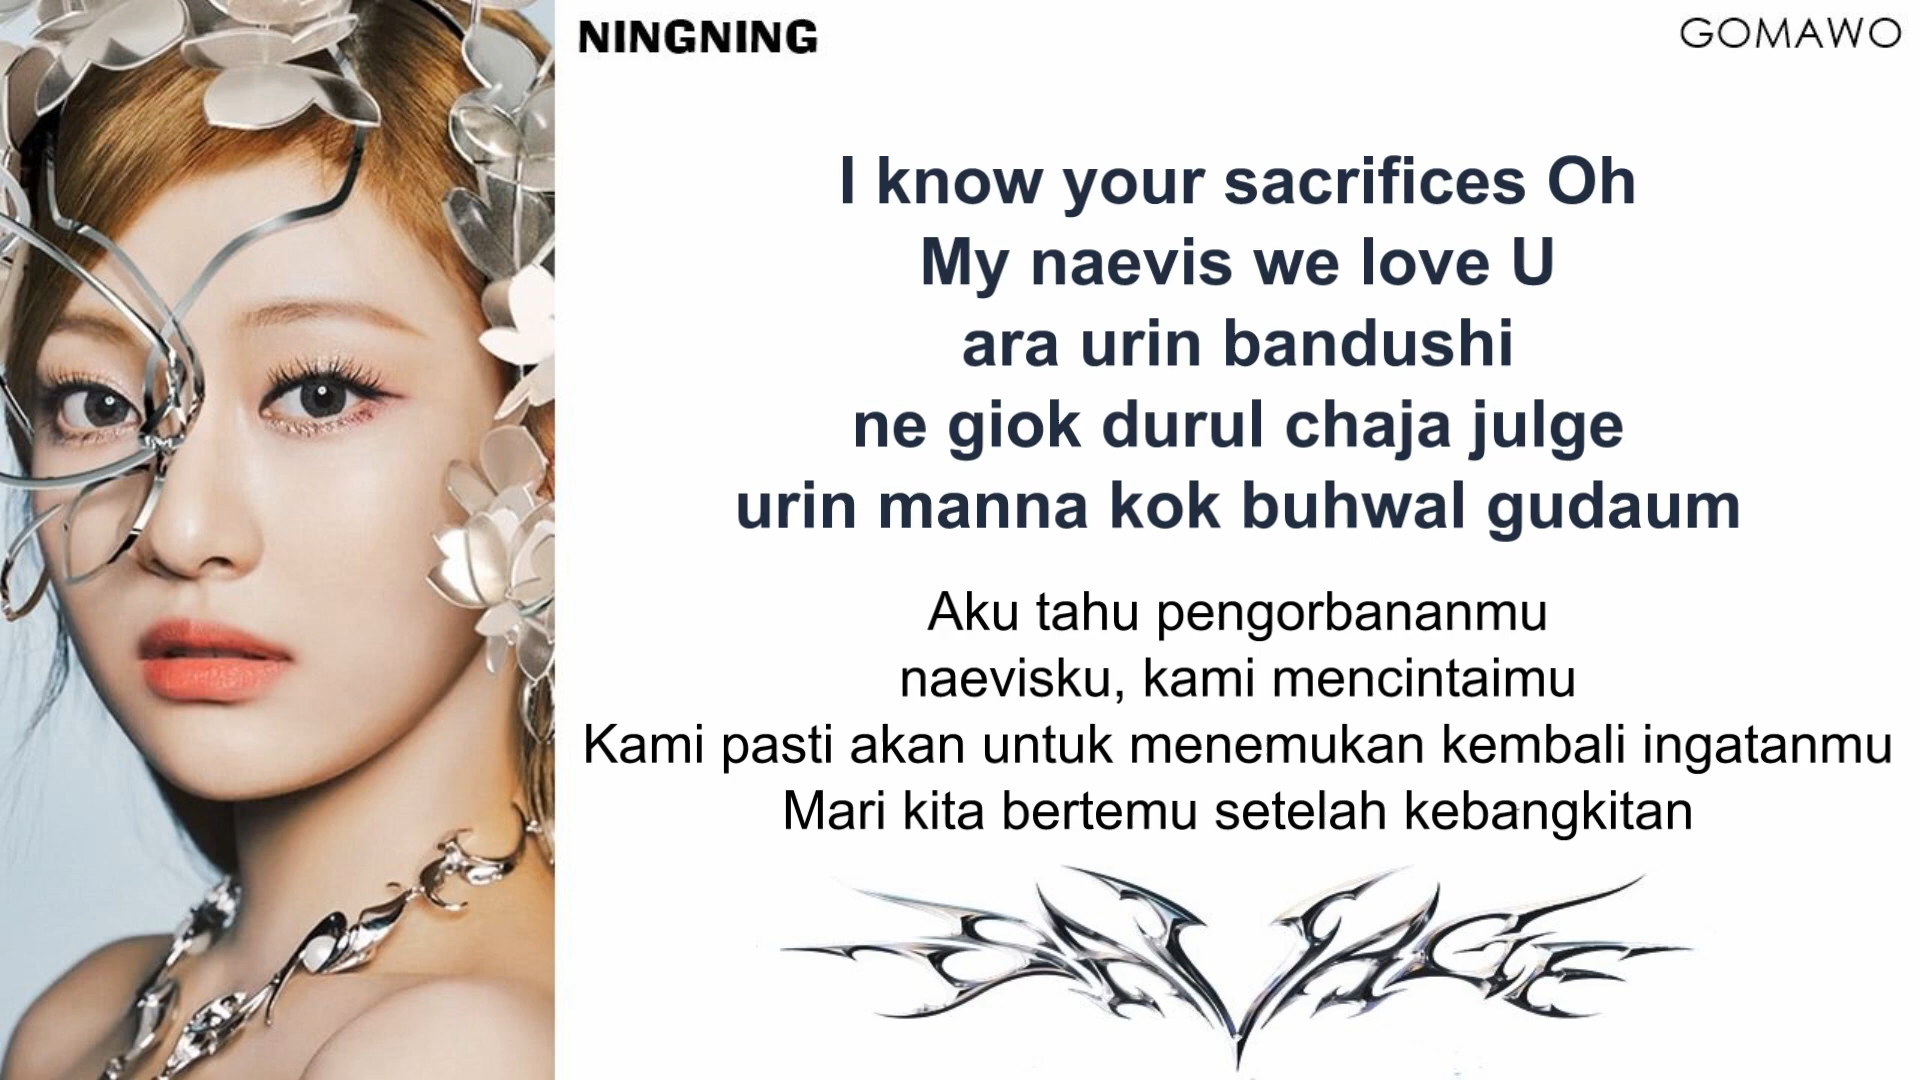 NINGNING
GOMAWO
I know your sacrifices Oh
My naevis we love U
ara urin bandushi
ne giok durul chaja julge
urin manna kok buhwal gudaum
Aku tahu pengorbananmu
naevisku, kami mencintaimu
Kami pasti akan untuk menemukan kembali ingatanmu
Mari kita bertemu setelah kebangkitan
SAVAGE